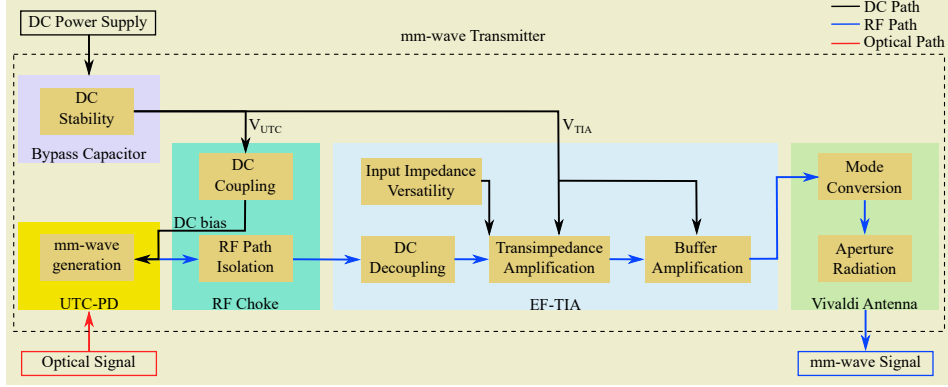 DC Power Supply
DC Path
RF Path
Optical Path
mm-wave Transmitter
DC
Stability
Bypass Capacitor
V_UTC
V_TIA
DC
Coupling
DC bias
Input Impedance
Versatility
Mode
Conversion
mm-wave
generation
RF Path
Isolation
DC
Decoupling
Transimpedance
Amplification
Buffer
Amplification
Aperture
Radiation
UTC-PD
RF Choke
EF-TIA
Vivaldi Antenna
Optical Signal
mm-wave Signal